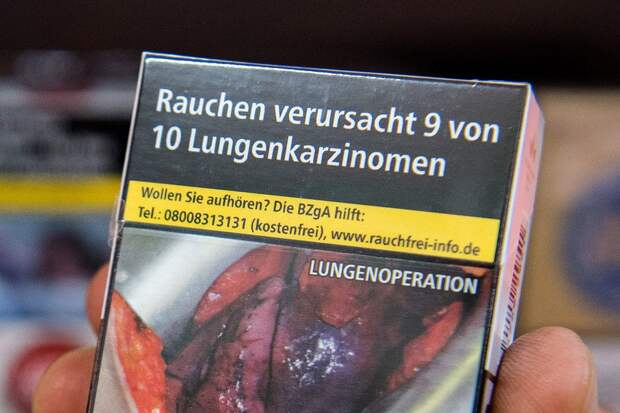 Rauchen verursacht 9 von
10 Lungenkarzinomen
Wollen Sie aufhören? Die BZgA hilft:
Tel.: 08008313131 (kostenfrei), www.rauchfrei-info.de
LUNGENOPERATION